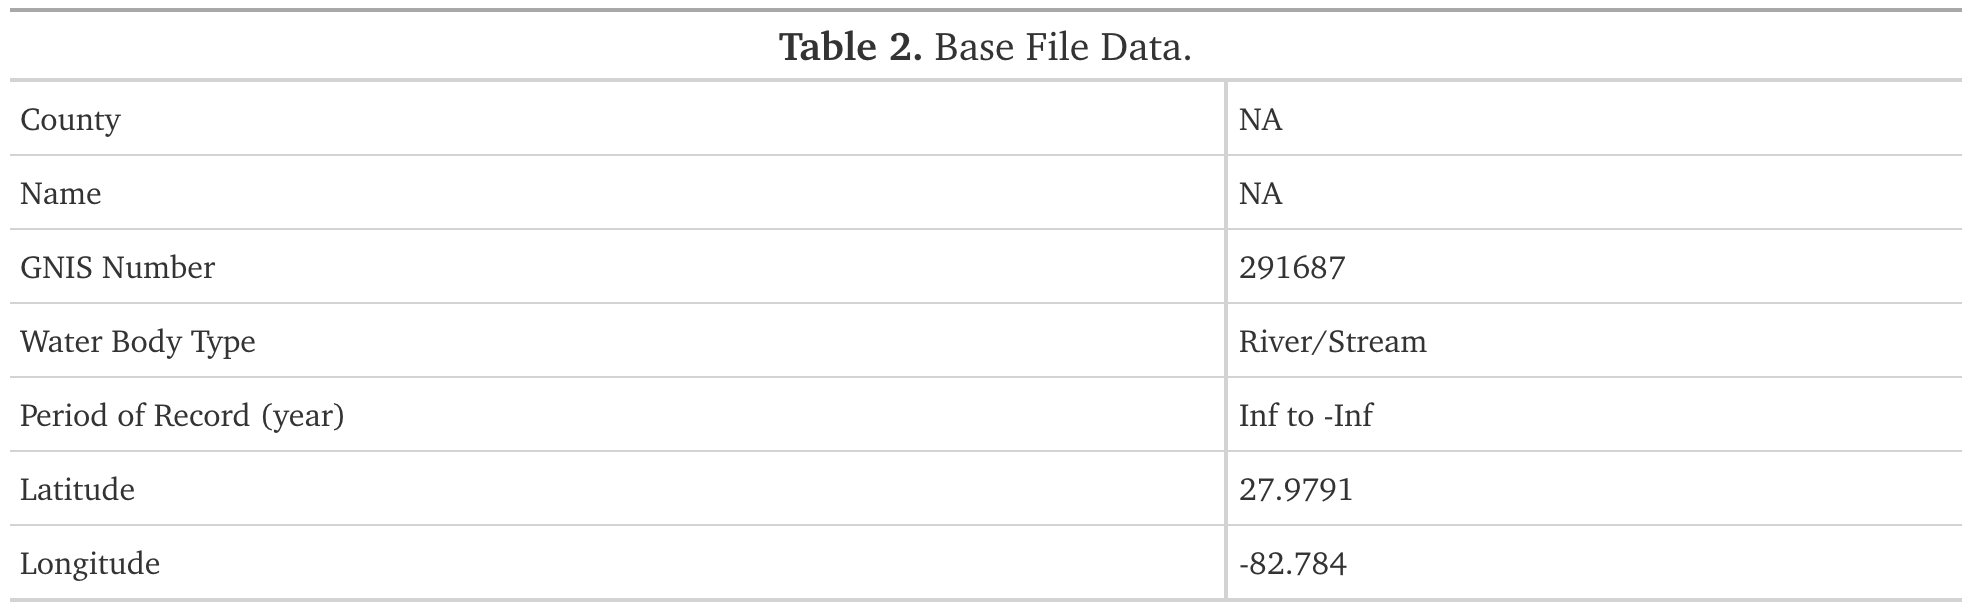 Table 2. Base File Data.
County NA
Name NA
GNIS Number 291687
Water Body Type River/Stream
Period of Record (year) Inf to -Inf
Latitude 27.9791
Longitude -82.784